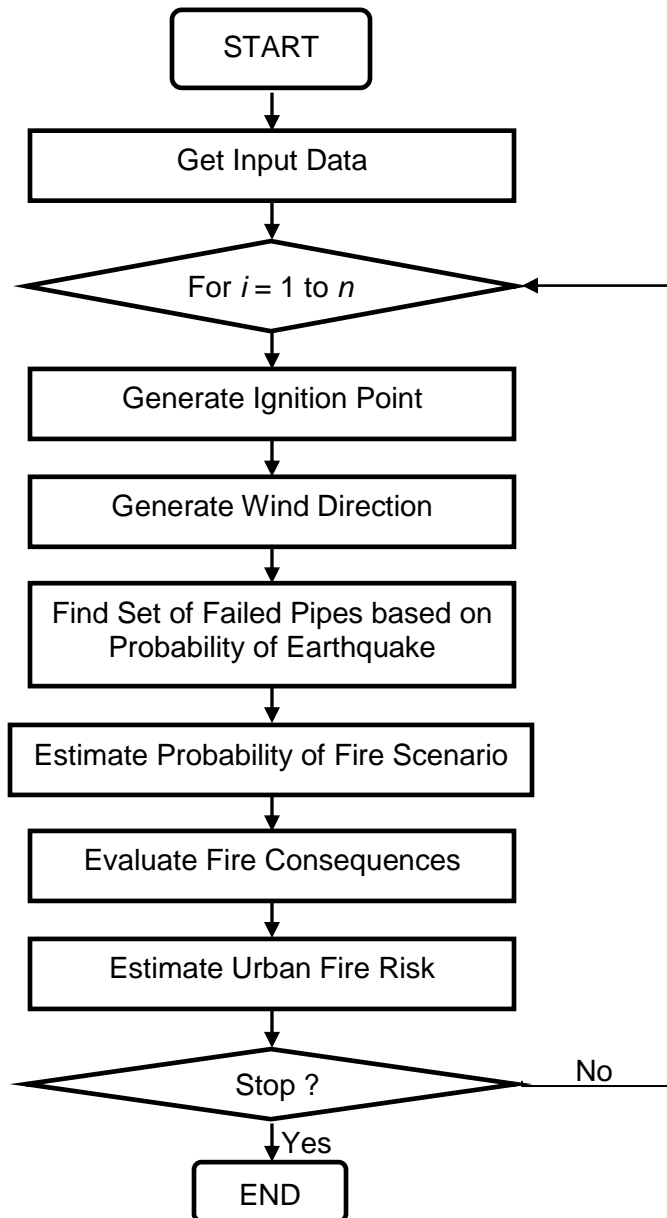 START
Get Input Data
For i = 1 to n
Generate Ignition Point
Generate Wind Direction
Find Set of Failed Pipes based on
Probability of Earthquake
Estimate Probability of Fire Scenario
Evaluate Fire Consequences
Estimate Urban Fire Risk
Stop ?
No
Yes
END